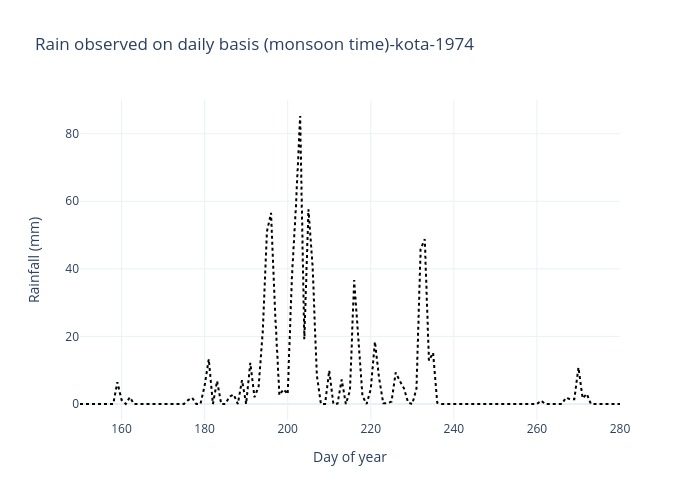 Rain observed on daily basis (monsoon time)-kota-1974
80
60
40
20
0
Rainfall (mm)
160 180 200 220 240 260 280
Day of year